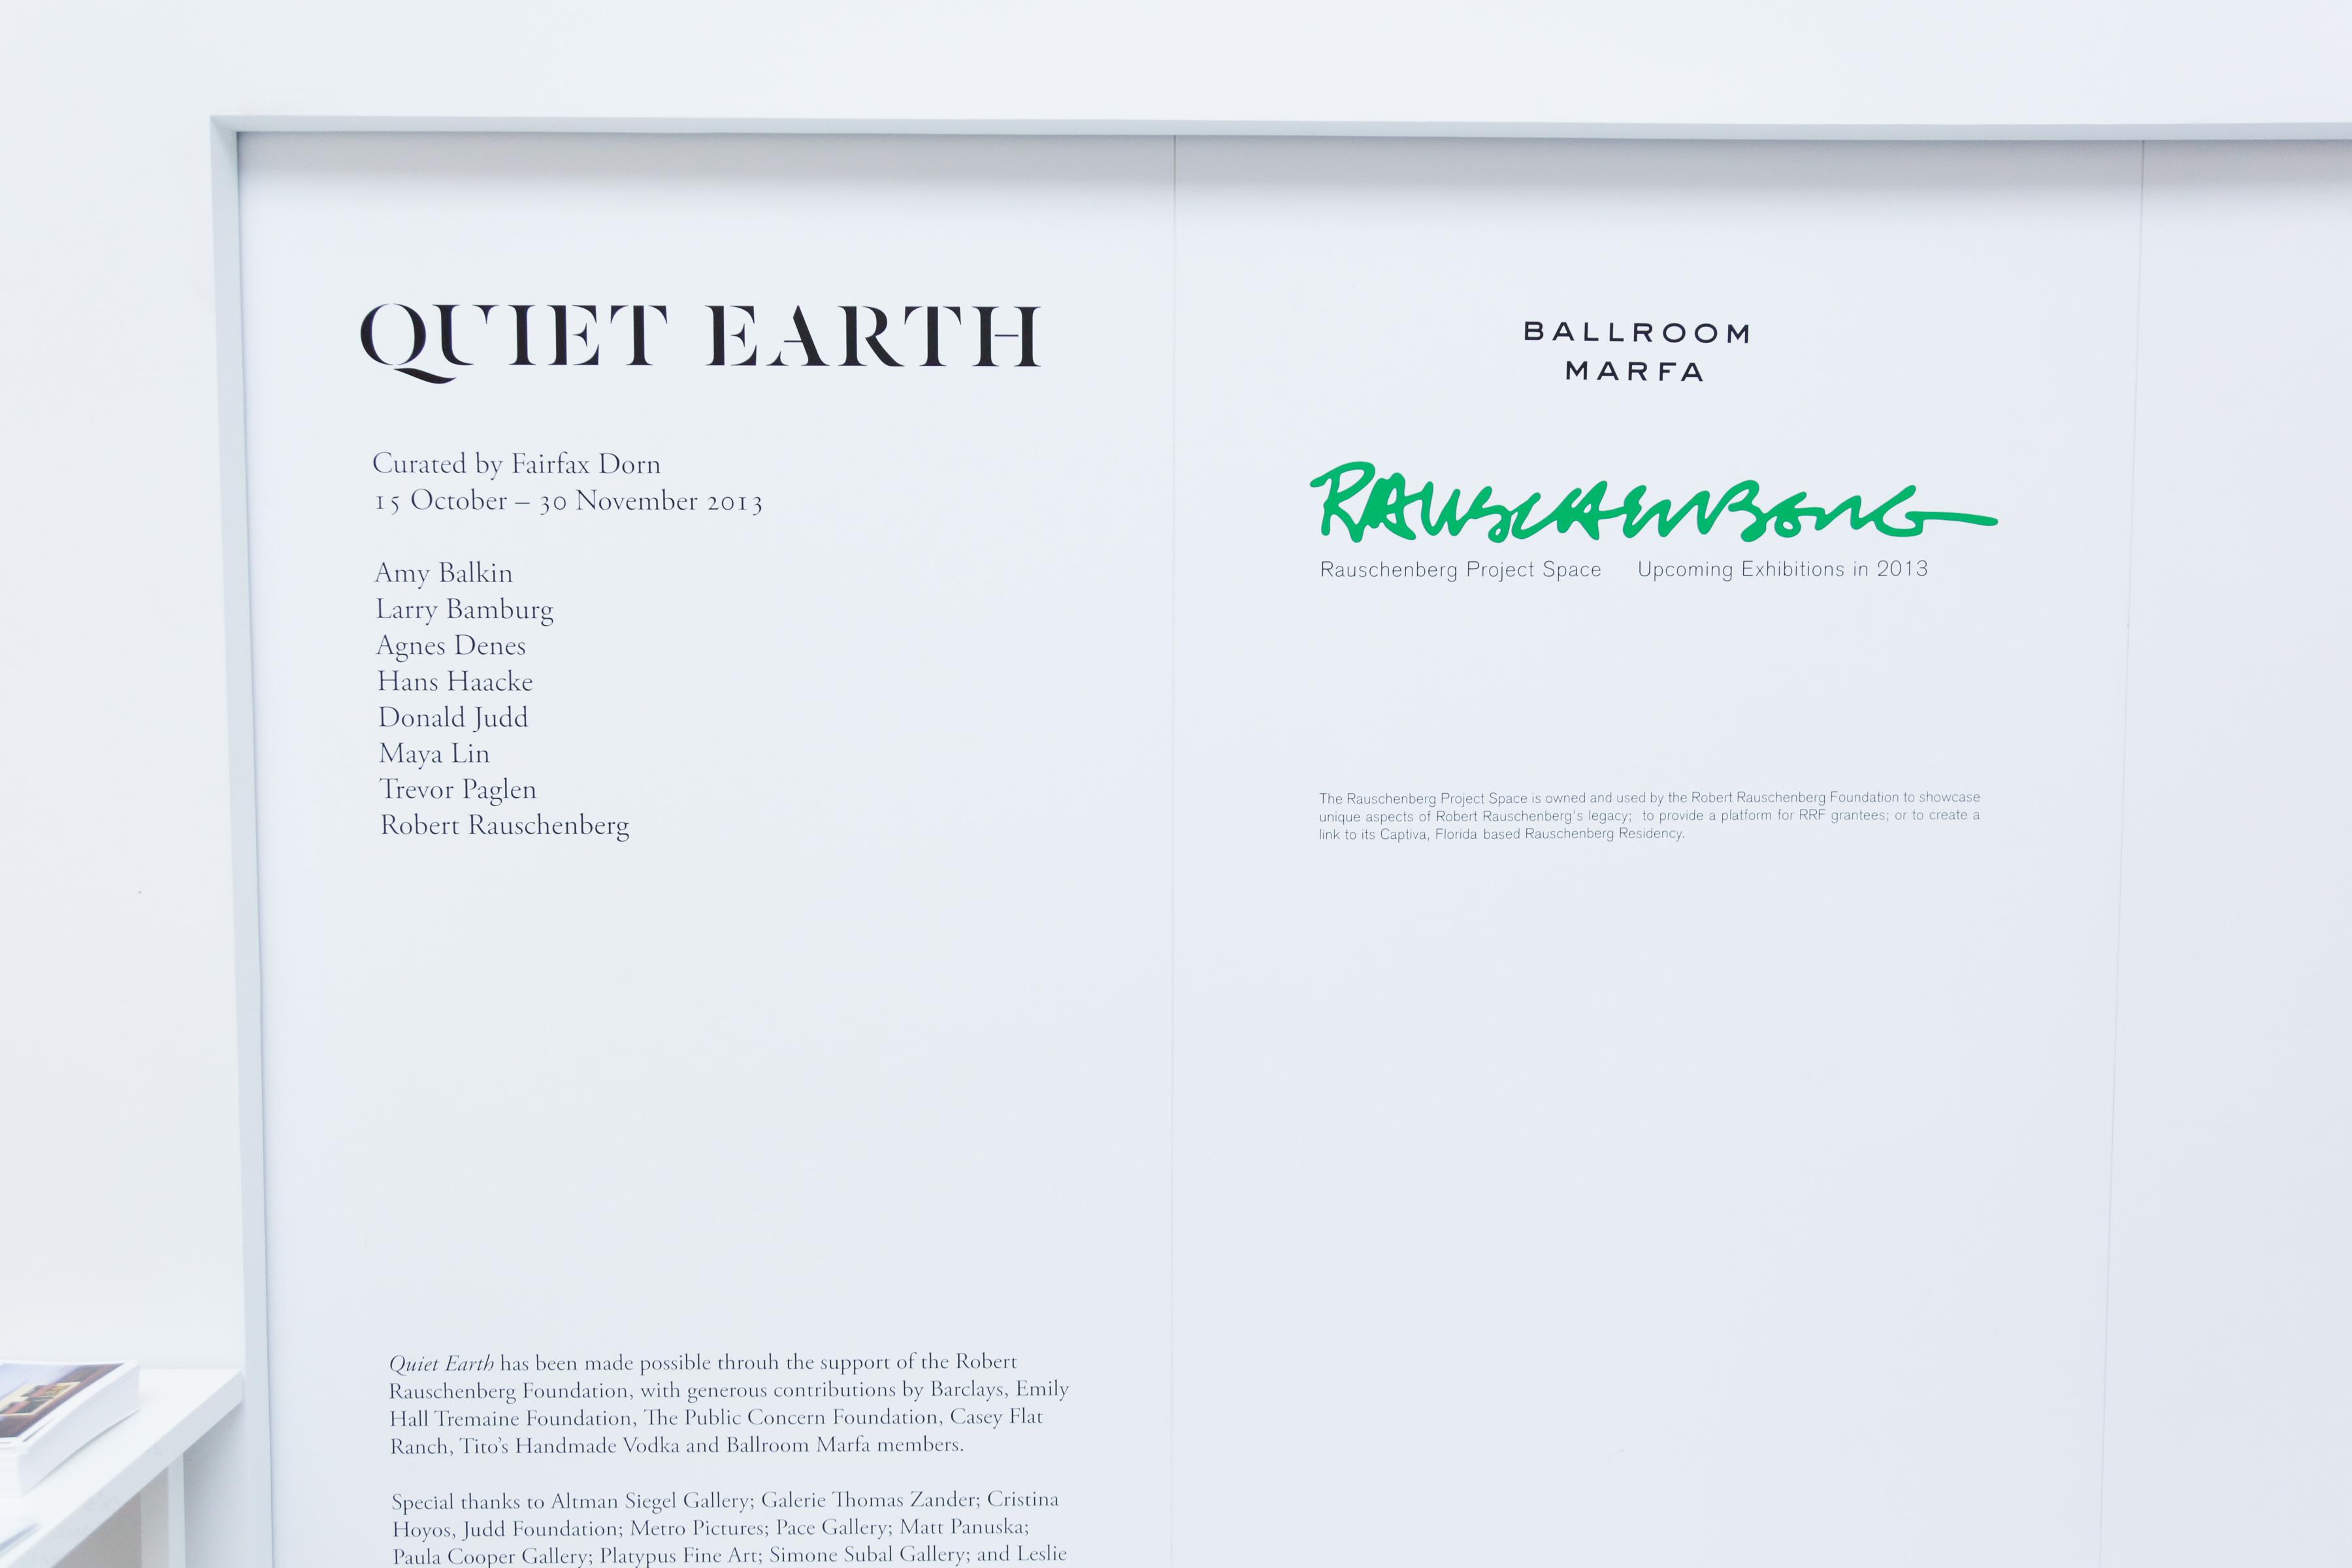 QUIET EARTH
Curated by Fairfax Dorn
15 October – 30 November 2013
Amy Balkin
Larry Bamburg
Agnes Denes
Hans Haacke
Donald Judd
Maya Lin
Trevor Paglen
Robert Rauschenberg
Quiet Earth has been made possible throuh the support of the Robert
Rauschenberg Foundation, with generous contributions by Barclays, Emily
Hall Tremaine Foundation, The Public Concern Foundation, Casey Flat
Ranch, Tito's Handmade Vodka and Ballroom Marfa members.
Special thanks to Altman Siegel Gallery; Galerie Thomas Zander; Cristina
Hoyos, Judd Foundation; Metro Pictures; Pace Gallery; Matt Panuska;
Paula Cooper Gallery; Platypus Fine Art; Simone Subal Gallery; and Leslie
BALLROOM
MARFA
RAUSCHENBERG
Rauschenberg Project Space Upcoming Exhibitions in 2013
The Rauschenberg Project Space is owned and used by the Robert Rauschenberg Foundation to showcase
unique aspects of Robert Rauschenberg's legacy; to provide a platform for RRF grantees; or to create a
link to its Captiva, Florida based Rauschenberg Residency.